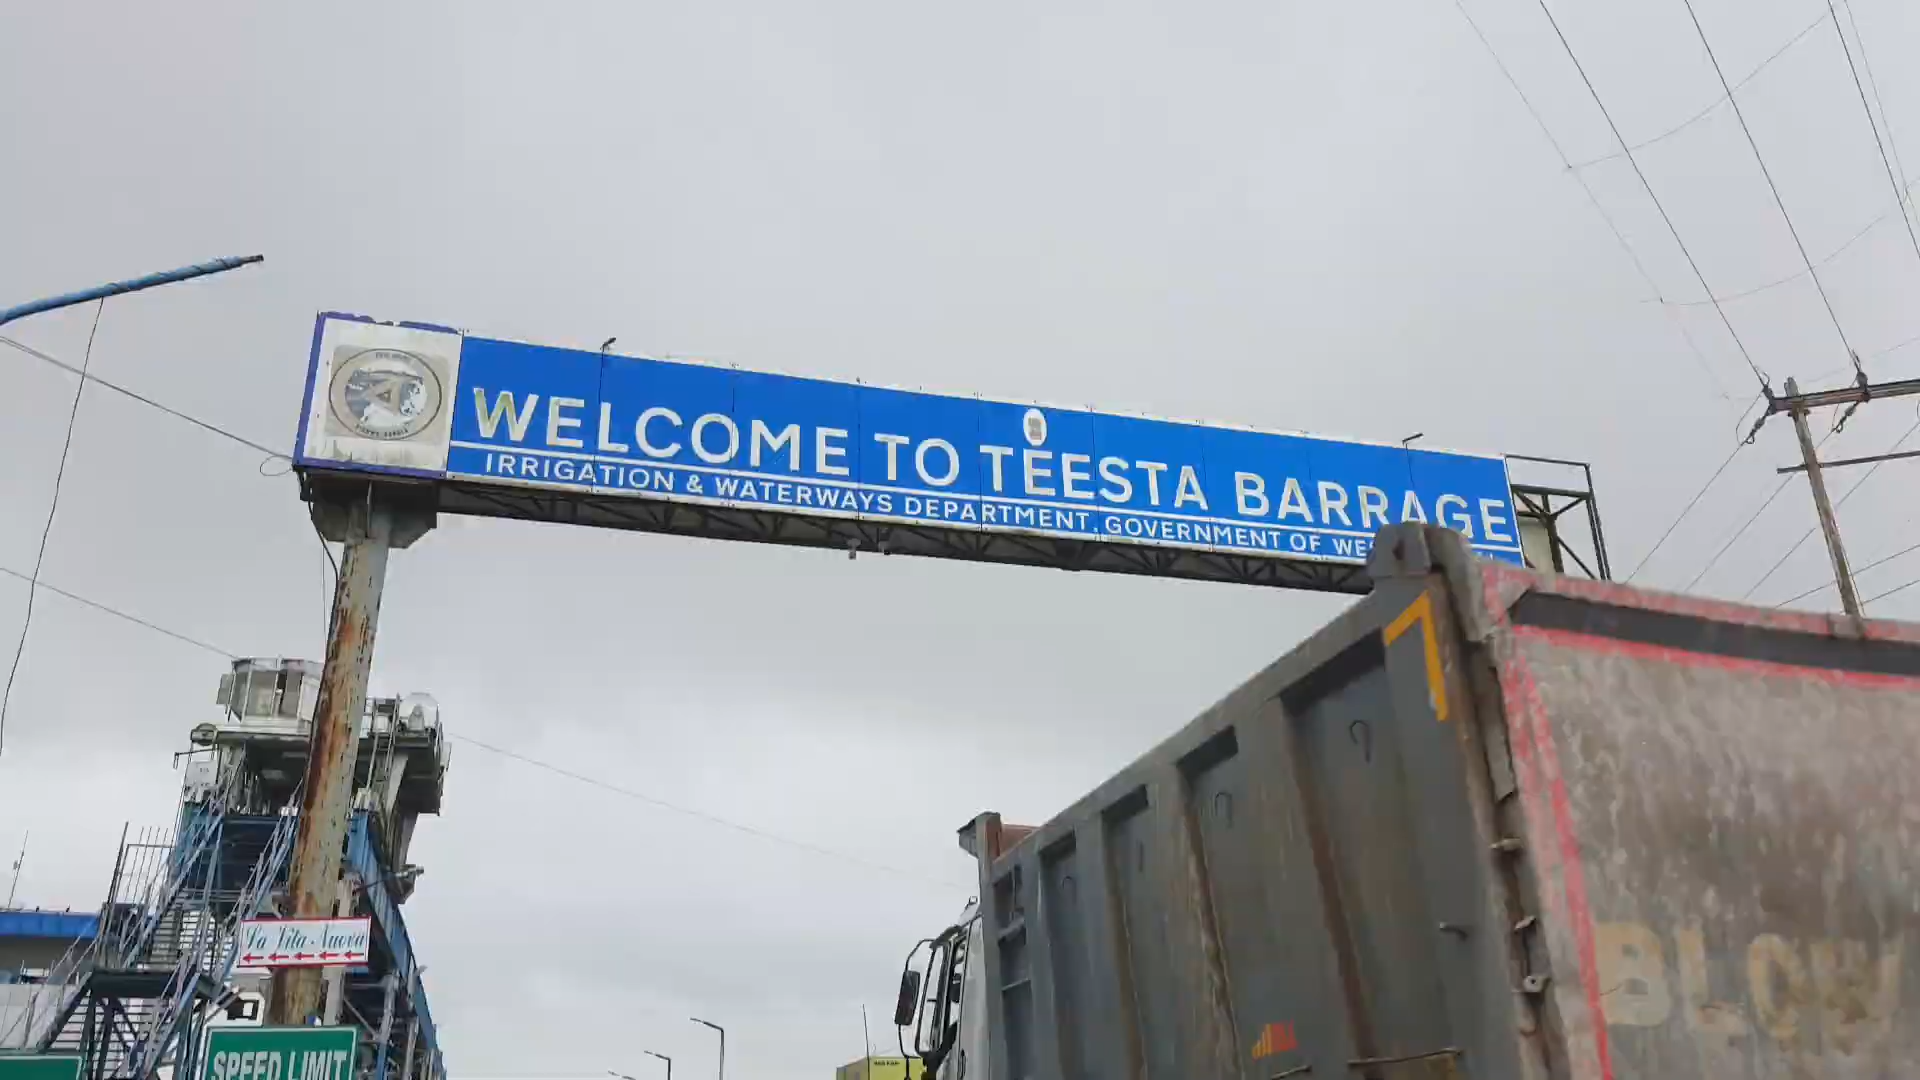 WELCOME TO TEESTA BARRAGE
IRRIGATION & WATERWAYS DEPARTMENT, GOVERNMENT OF
La Vita Nuova
SPEED LIMIT